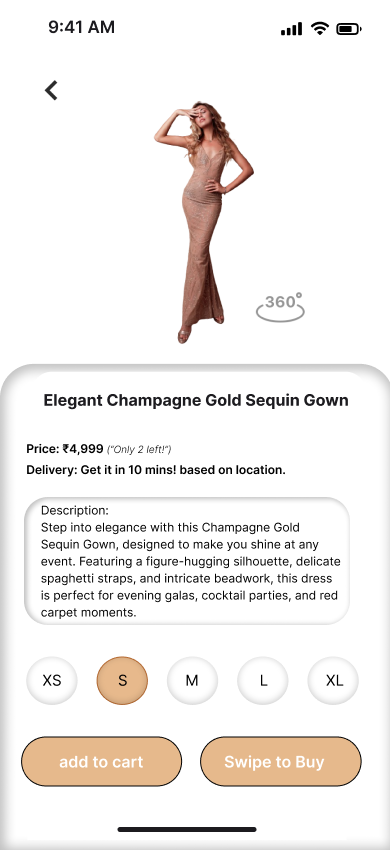 9:41 AM
360°
Elegant Champagne Gold Sequin Gown
Price: ₹4,999 ("Only 2 left!")
Delivery: Get it in 10 mins! based on location.
Description:
Step into elegance with this Champagne Gold
Sequin Gown, designed to make you shine at any
event. Featuring a figure-hugging silhouette, delicate
spaghetti straps, and intricate beadwork, this dress
is perfect for evening galas, cocktail parties, and red
carpet moments.
XS S M L XL
add to cart Swipe to Buy